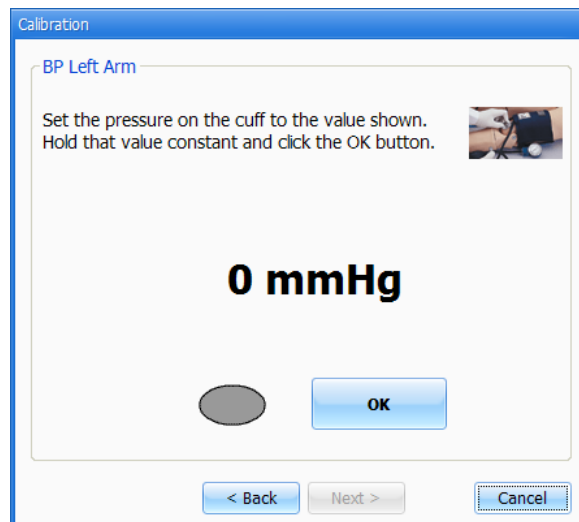 Calibration
BP Left Arm
Set the pressure on the cuff to the value shown.
Hold that value constant and click the OK button.
0 mmHg
OK
< Back
Next >
Cancel